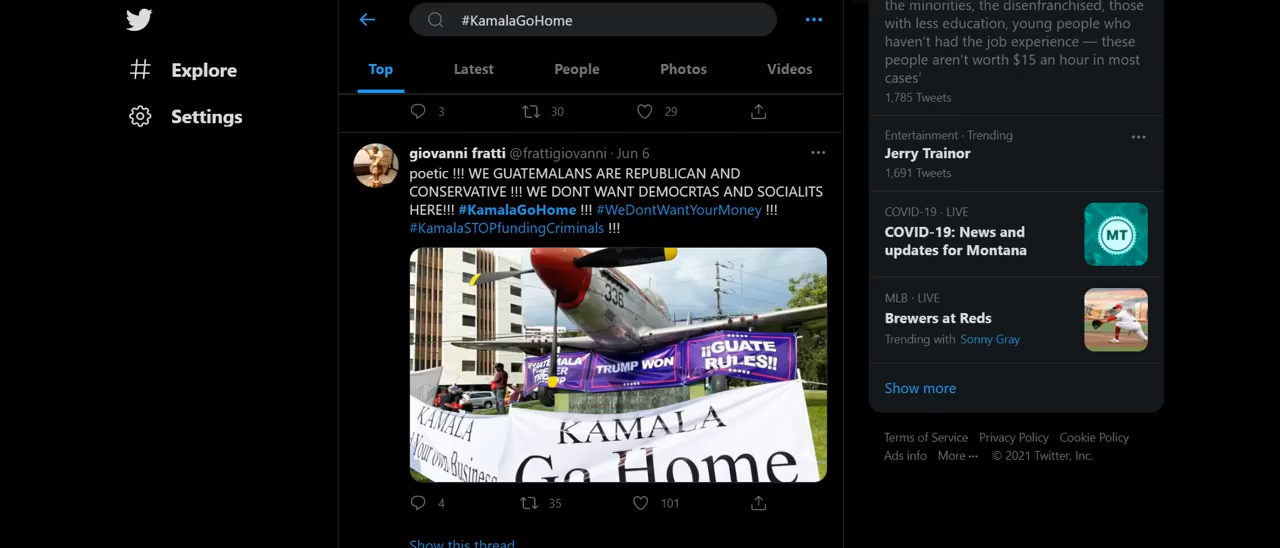 #KamalaGoHome
Explore
Settings
Top
Latest
People
Photos
Videos
3
30
29
giovanni fratti @frattigiovanni · Jun 6
poetic !!! WE GUATEMALANS ARE REPUBLICAN AND
CONSERVATIVE !!! WE DONT WANT DEMOCRTAS AND SOCIALITS
HERE!!! #KamalaGoHome !!! #WeDontWantYourMoney !!!
#KamalaSTOPfundingCriminals !!!
336
TRUMP WON
¡¡GUATE
RULES!!
KAMALA
Your own Business
KAMALA
Go Home
4
35
101
Show this thread
the minorities, the disenfranchised, those
with less education, young people who
haven't had the job experience — these
people aren't worth $15 an hour in most
cases'
1,785 Tweets
Entertainment · Trending
Jerry Trainor
1,691 Tweets
COVID-19 · LIVE
COVID-19: News and
updates for Montana
MT
MLB · LIVE
Brewers at Reds
Trending with Sonny Gray
Show more
Terms of Service Privacy Policy Cookie Policy
Ads info More ··· © 2021 Twitter, Inc.